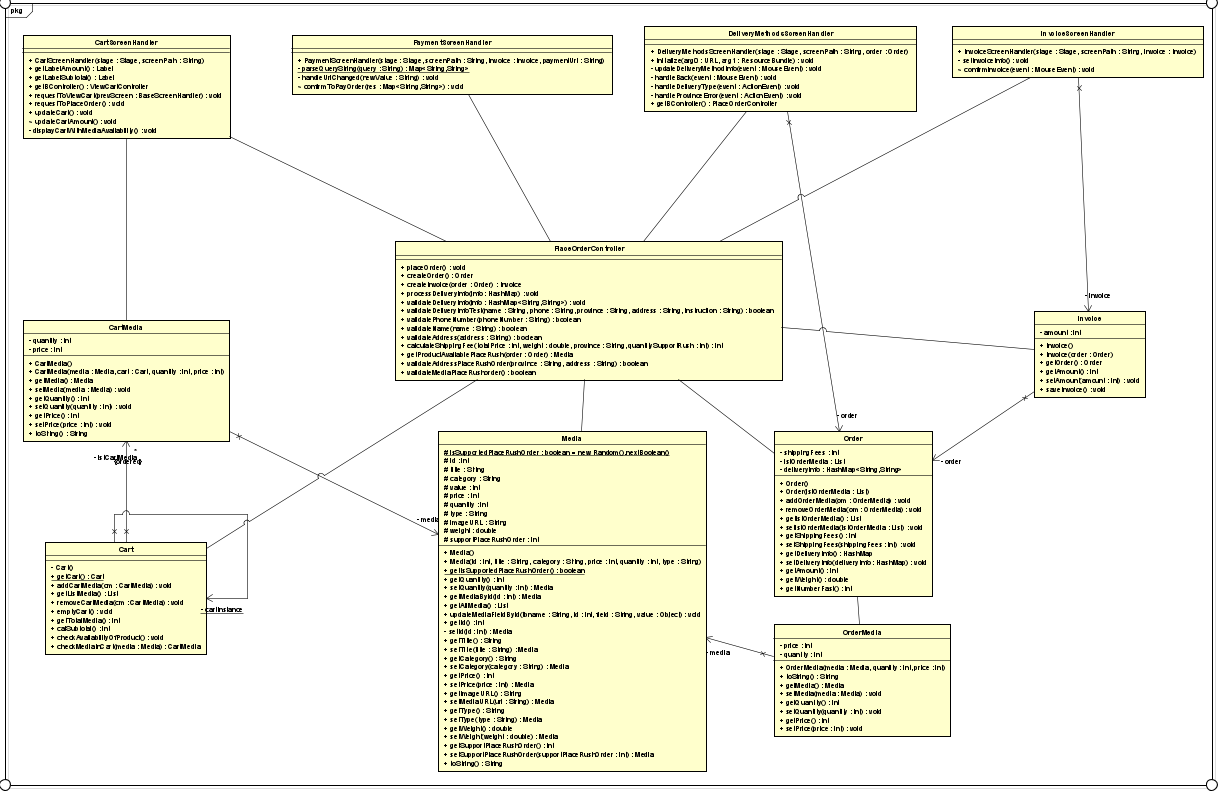 pkg
CartScreenHandler
+ CartScreenHandler(stage : Stage, screenPath : String)
+ getLabelAmount() : Label
+ getLabelSubtotal() : Label
+ getBController() : ViewCartController
+ requestToViewCart(prevScreen : BaseScreenHandler) : void
+ requestToPlaceOrder() : void
+ updateCart() : void
~ updateCartAmount() : void
- displayCartWithMediaAvailability() : void
PaymentScreenHandler
+ PaymentScreenHandler(stage : Stage, screenPath : String, invoice : Invoice, paymentUrl : String)
- parseQueryString(query : String) : Map<String,String>
- handleUrlChanged(newValue : String) : void
~ confirmToPayOrder(res : Map<String,String>) : void
DeliveryMethodsScreenHandler
+ DeliveryMethodsScreenHandler(stage : Stage, screenPath : String, order : Order)
+ initialize(arg0 : URL, arg1 : ResourceBundle) : void
- updateDeliveryMethodInfo(event : MouseEvent) : void
- handleBack(event : MouseEvent) : void
- handleDeliveryType(event : ActionEvent) : void
- handleProvinceError(event : ActionEvent) : void
+ getBController() : PlaceOrderController
InvoiceScreenHandler
+ InvoiceScreenHandler(stage : Stage, screenPath : String, invoice : Invoice)
- setInvoiceInfo() : void
~ confirmInvoice(event : MouseEvent) : void
PlaceOrderController
+ placeOrder() : void
+ createOrder() : Order
+ createInvoice(order : Order) : Invoice
+ processDeliveryInfo(info : HashMap) : void
+ validateDeliveryInfo(info : HashMap<String,String>) : void
+ validateDeliveryInfoTest(name : String, phone : String, province : String, address : String, instruction : String) : boolean
+ validatePhoneNumber(phoneNumber : String) : boolean
+ validateName(name : String) : boolean
+ validateAddress(address : String) : boolean
+ calculateShippingFee(totalPrice : int, weight : double, province : String, quantitySupportRush : int) : int
+ getProductAvailablePlaceRush(order : Order) : Media
+ validateAddressPlaceRushOrder(province : String, address : String) : boolean
+ validateMediaPlaceRushorder() : boolean
- invoice
Invoice
- amount : int
+ Invoice()
+ Invoice(order : Order)
+ getOrder() : Order
+ getAmount() : int
+ setAmount(amount : int) : void
+ saveInvoice() : void
CartMedia
- quantity : int
- price : int
+ CartMedia()
+ CartMedia(media : Media, cart : Cart, quantity : int, price : int)
+ getMedia() : Media
+ setMedia(media : Media) : void
+ getQuantity() : int
+ setQuantity(quantity : int) : void
+ getPrice() : int
+ setPrice(price : int) : void
+ toString() : String
- lstCartMedia
*
{ordered}
- order
- order
- media
Media
# isSupportedPlaceRushOrder : boolean = new Random().nextBoolean()
# id : int
# title : String
# category : String
# value : int
# price : int
# quantity : int
# type : String
# imageURL : String
# weight : double
# supportPlaceRushOrder : int
+ Media()
+ Media(id : int, title : String, category : String, price : int, quantity : int, type : String)
+ getIsSupportedPlaceRushOrder() : boolean
+ getQuantity() : int
+ setQuantity(quantity : int) : Media
+ getMediaById(id : int) : Media
+ getAllMedia() : List
+ updateMediaFieldById(tbname : String, id : int, field : String, value : Object) : void
+ getId() : int
- setId(id : int) : Media
+ getTitle() : String
+ setTitle(title : String) : Media
+ getCategory() : String
+ setCategory(category : String) : Media
+ getPrice() : int
+ setPrice(price : int) : Media
+ getImageURL() : String
+ setMediaURL(url : String) : Media
+ getType() : String
+ setType(type : String) : Media
+ getWeight() : double
+ setWeight(weight : double) : Media
+ getSupportPlaceRushOrder() : int
+ setSupportPlaceRushOrder(supportPlaceRushOrder : int) : Media
+ toString() : String
Order
- shippingFees : int
- lstOrderMedia : List
- deliveryInfo : HashMap<String,String>
+ Order()
+ Order(lstOrderMedia : List)
+ addOrderMedia(om : OrderMedia) : void
+ removeOrderMedia(om : OrderMedia) : void
+ getlstOrderMedia() : List
+ setlstOrderMedia(lstOrderMedia : List) : void
+ getShippingFees() : int
+ setShippingFees(shippingFees : int) : void
+ getDeliveryInfo() : HashMap
+ setDeliveryInfo(deliveryInfo : HashMap) : void
+ getAmount() : int
+ getWeight() : double
+ getNumberFast() : int
Cart
- Cart()
+ getCart() : Cart
+ addCartMedia(cm : CartMedia) : void
+ getListMedia() : List
+ removeCartMedia(cm : CartMedia) : void
+ emptyCart() : void
+ getTotalMedia() : int
+ calSubtotal() : int
+ checkAvailabilityOfProduct() : void
+ checkMediaInCart(media : Media) : CartMedia
- cartInstance
- media
OrderMedia
- price : int
- quantity : int
+ OrderMedia(media : Media, quantity : int, price : int)
+ toString() : String
+ getMedia() : Media
+ setMedia(media : Media) : void
+ getQuantity() : int
+ setQuantity(quantity : int) : void
+ getPrice() : int
+ setPrice(price : int) : void